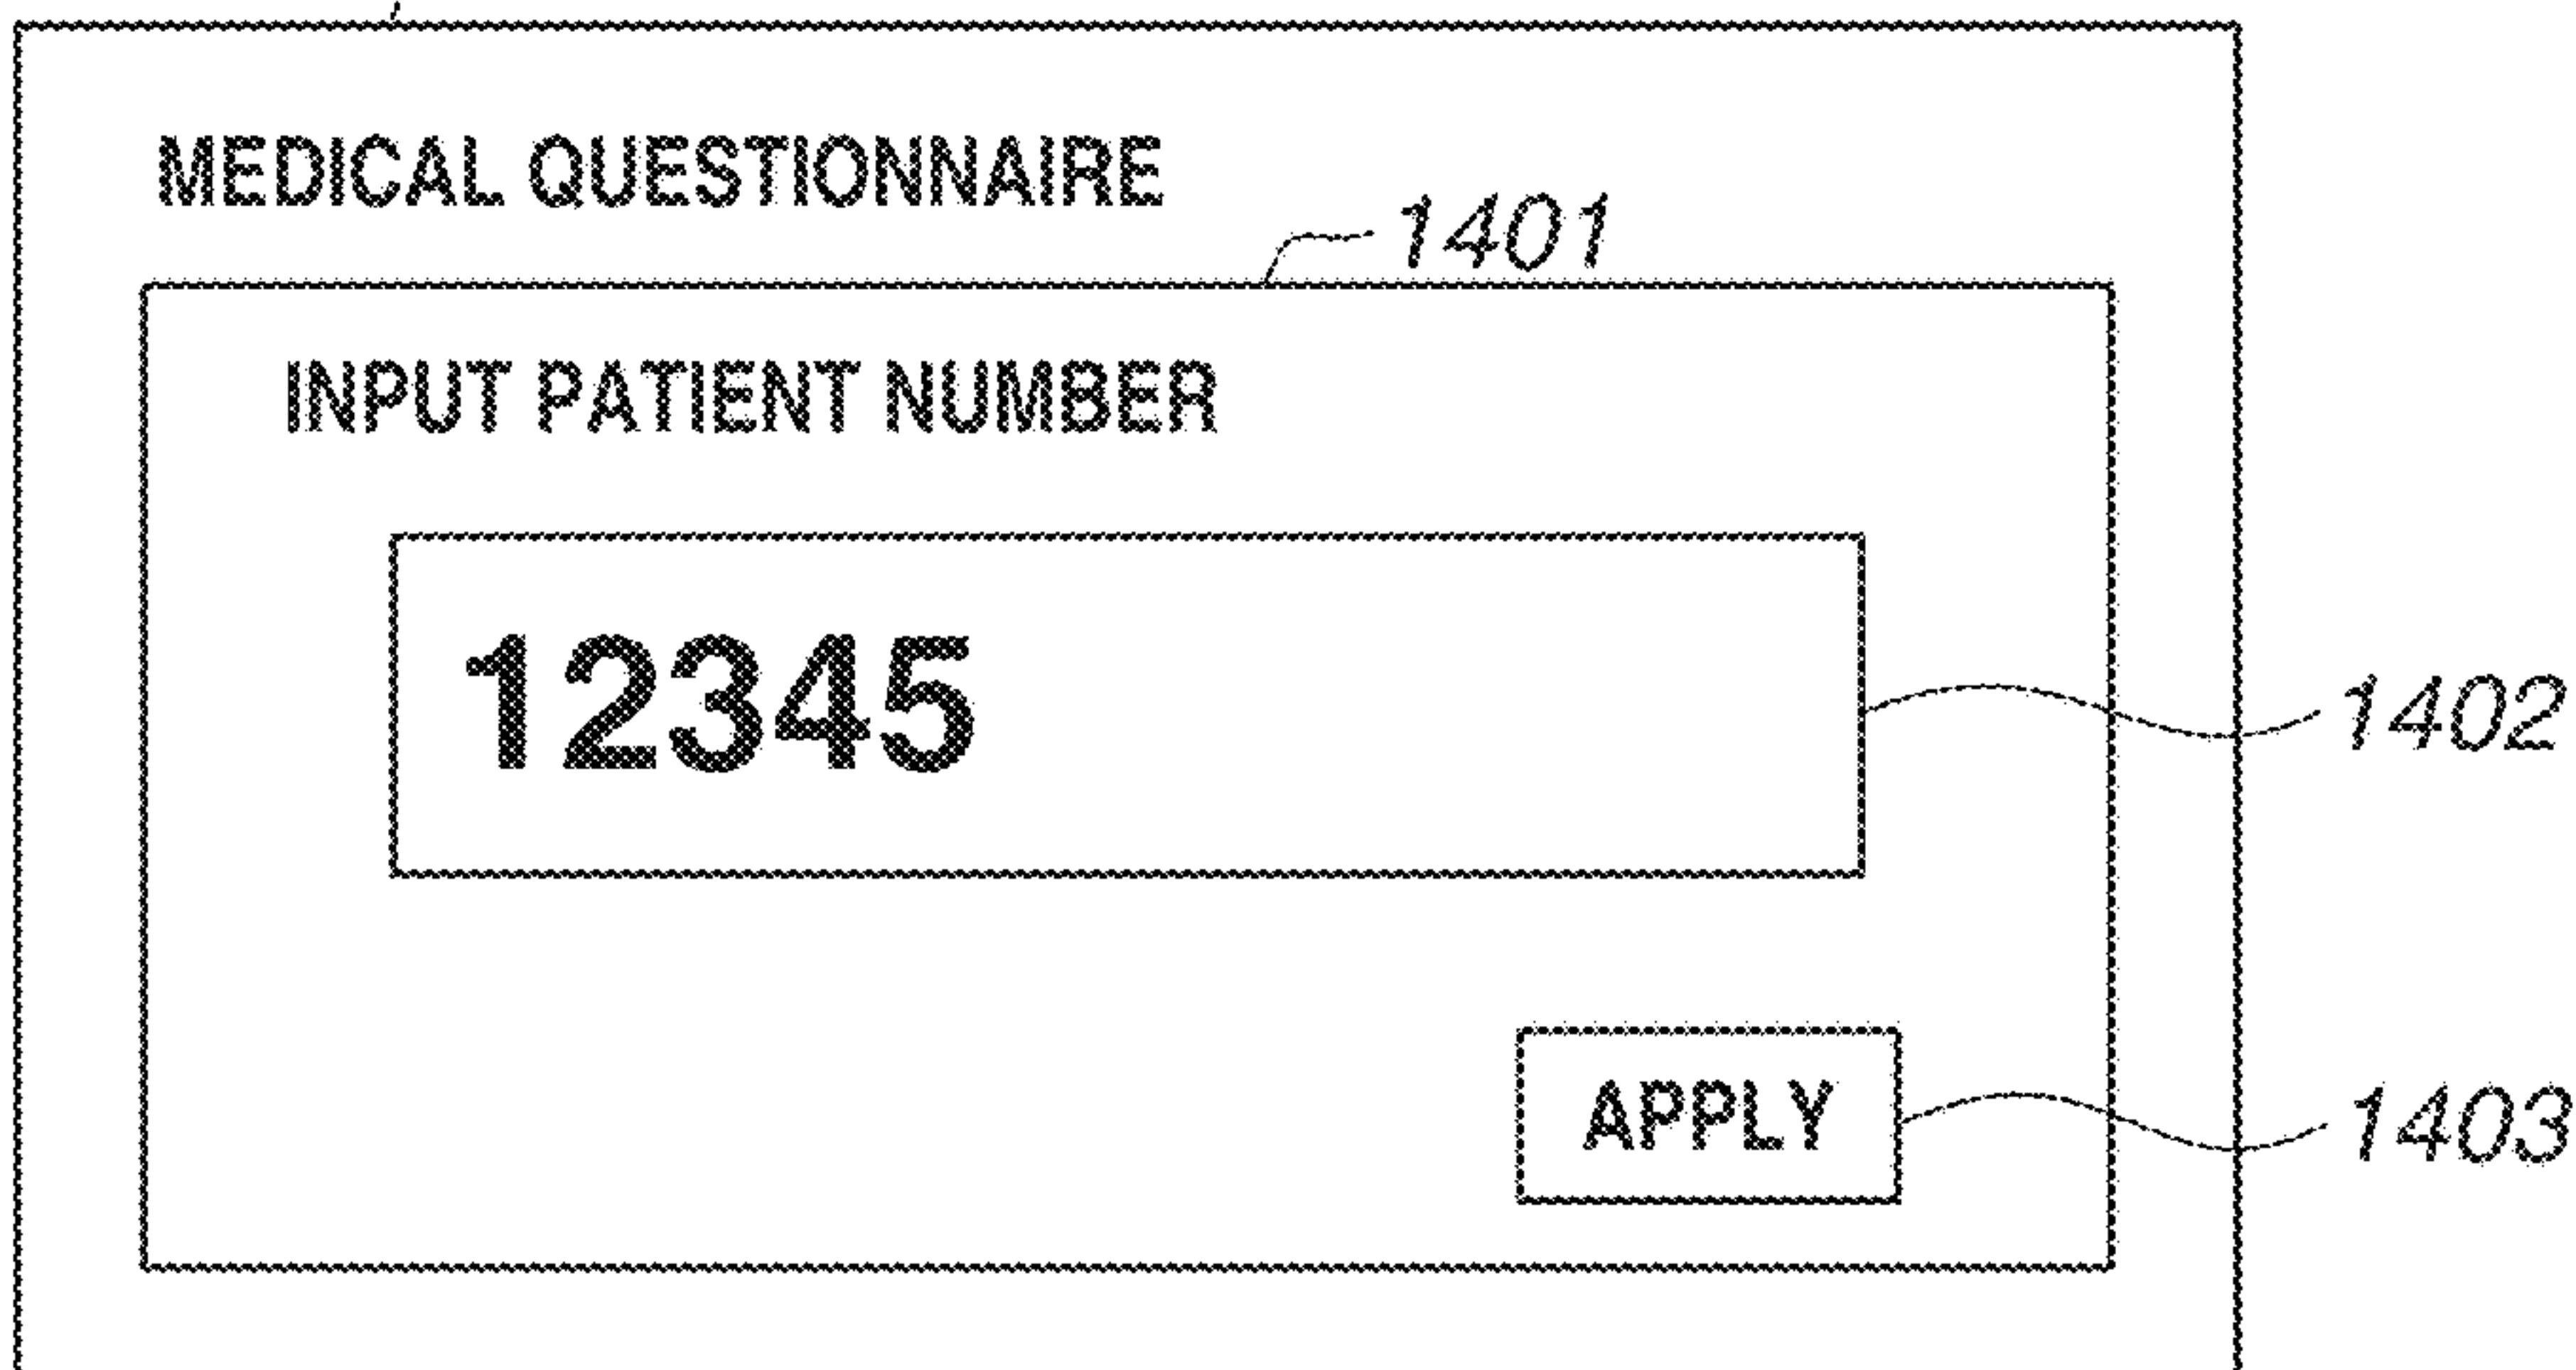 MEDICAL QUESTIONNAIRE
1401
INPUT PATIENT NUMBER
12345
1402
APPLY
1403